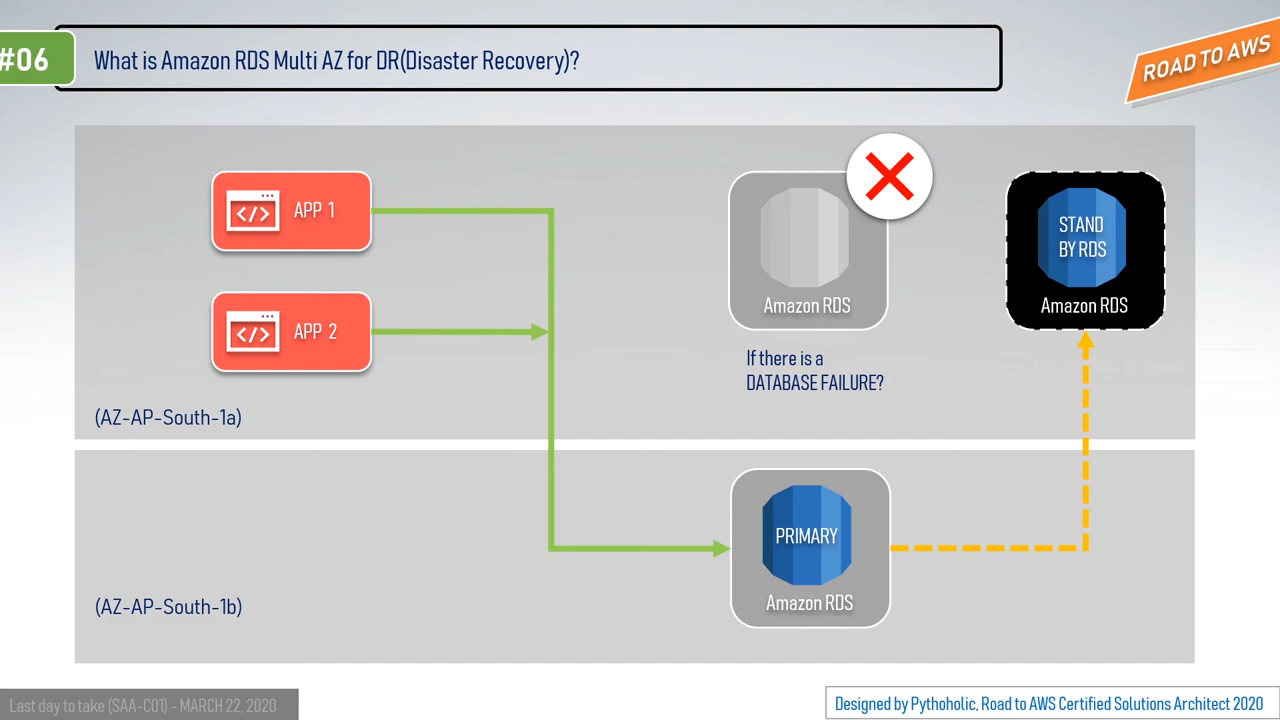 #06
What is Amazon RDS Multi AZ for DR(Disaster Recovery)?
ROAD TO AWS
APP 1
APP 2
Amazon RDS
STAND
BY RDS
Amazon RDS
If there is a
DATABASE FAILURE?
(AZ-AP-South-1a)
PRIMARY
Amazon RDS
(AZ-AP-South-1b)
Last day to take (SAA-C01) - MARCH 22, 2020
Designed by Pythoholic, Road to AWS Certified Solutions Architect 2020